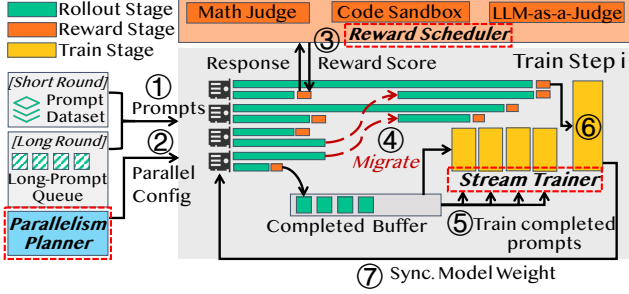 Rollout Stage
Reward Stage
Train Stage
Math Judge
Code Sandbox
LLM-as-a-Judge
Reward Scheduler
③
Response
Reward Score
Train Step i
[Short Round]
Prompt
Dataset
①
Prompts
②
Parallel
Config
[Long Round]
Long-Prompt
Queue
Parallelism
Planner
④
Migrate
⑥
Stream Trainer
Completed Buffer
⑤
Train completed
prompts
⑦
Sync. Model Weight